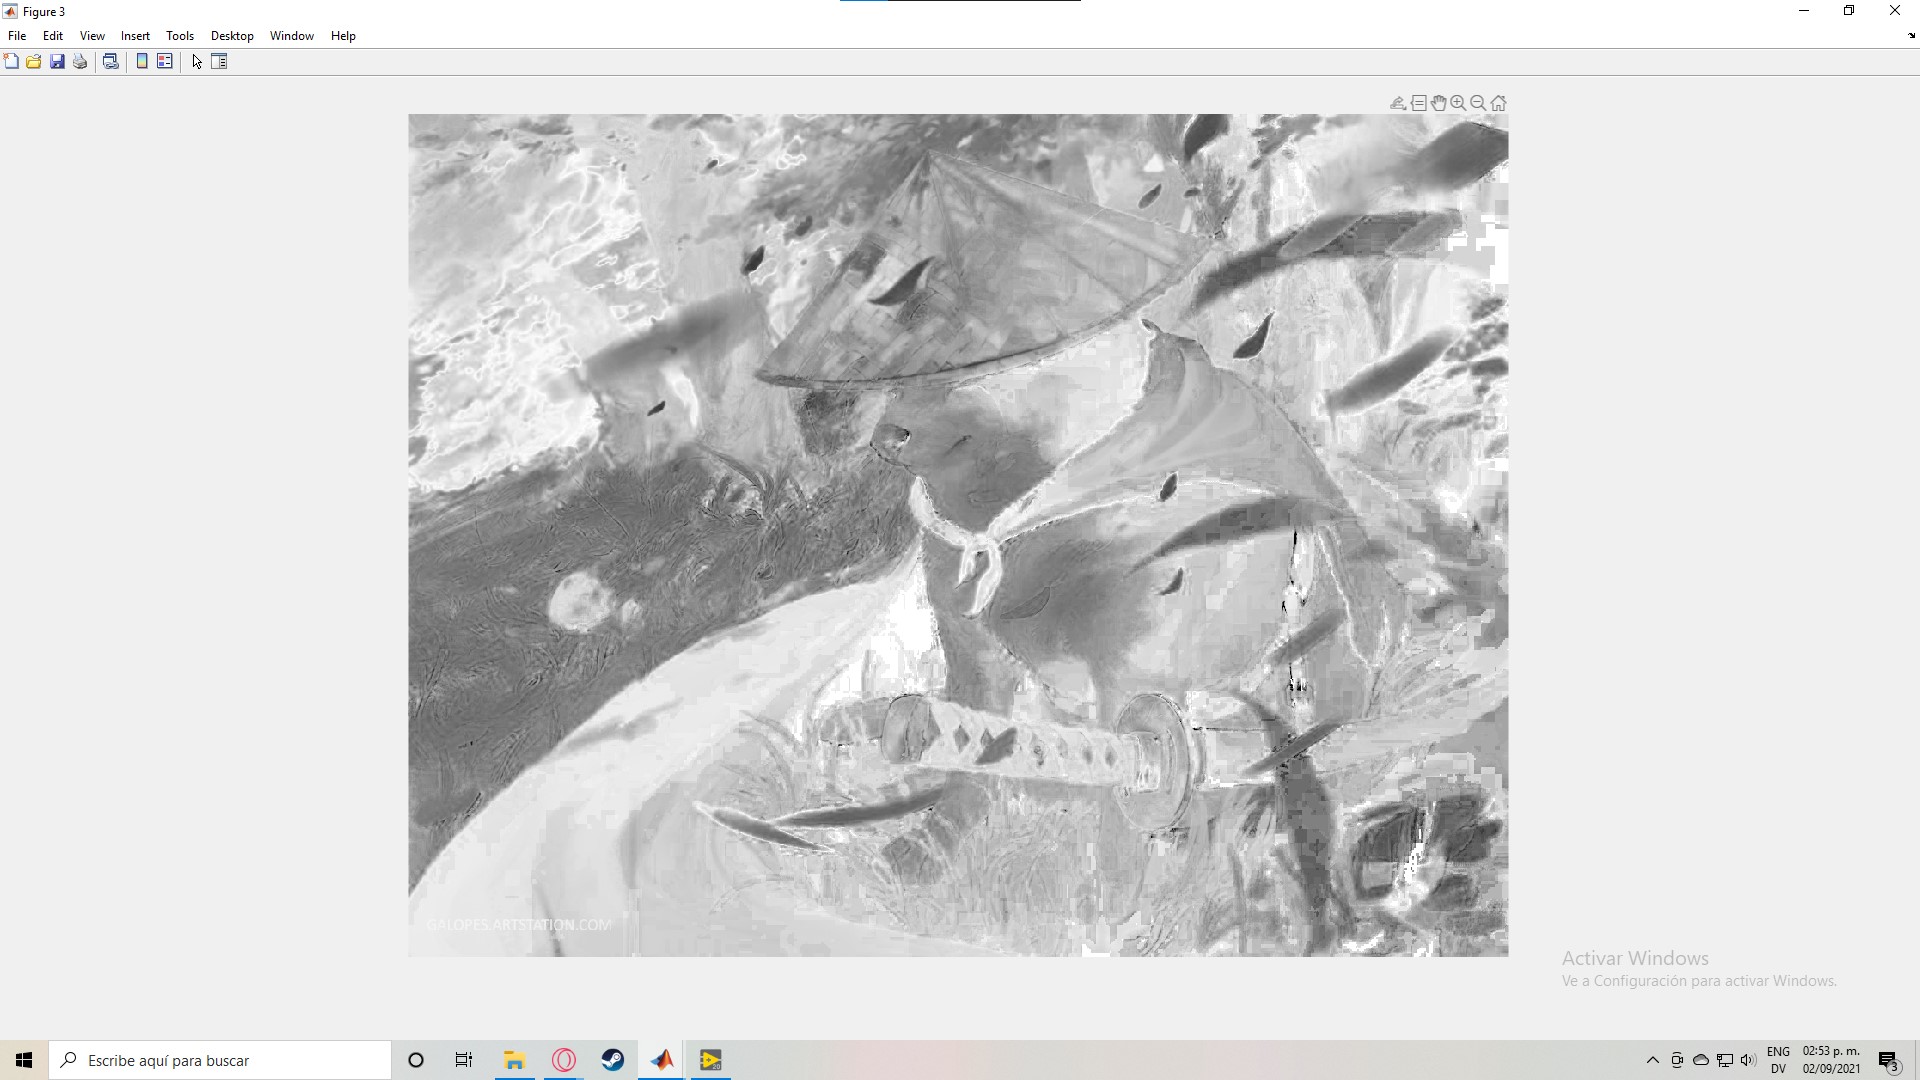 Figure 3
File Edit View Insert Tools Desktop Window Help
GALOPES.ARTSTATION.COM
Activar Windows
Ve a Configuración para activar Windows.
Escribe aquí para buscar
ENG 02:53 p. m.
DV 02/09/2021
3